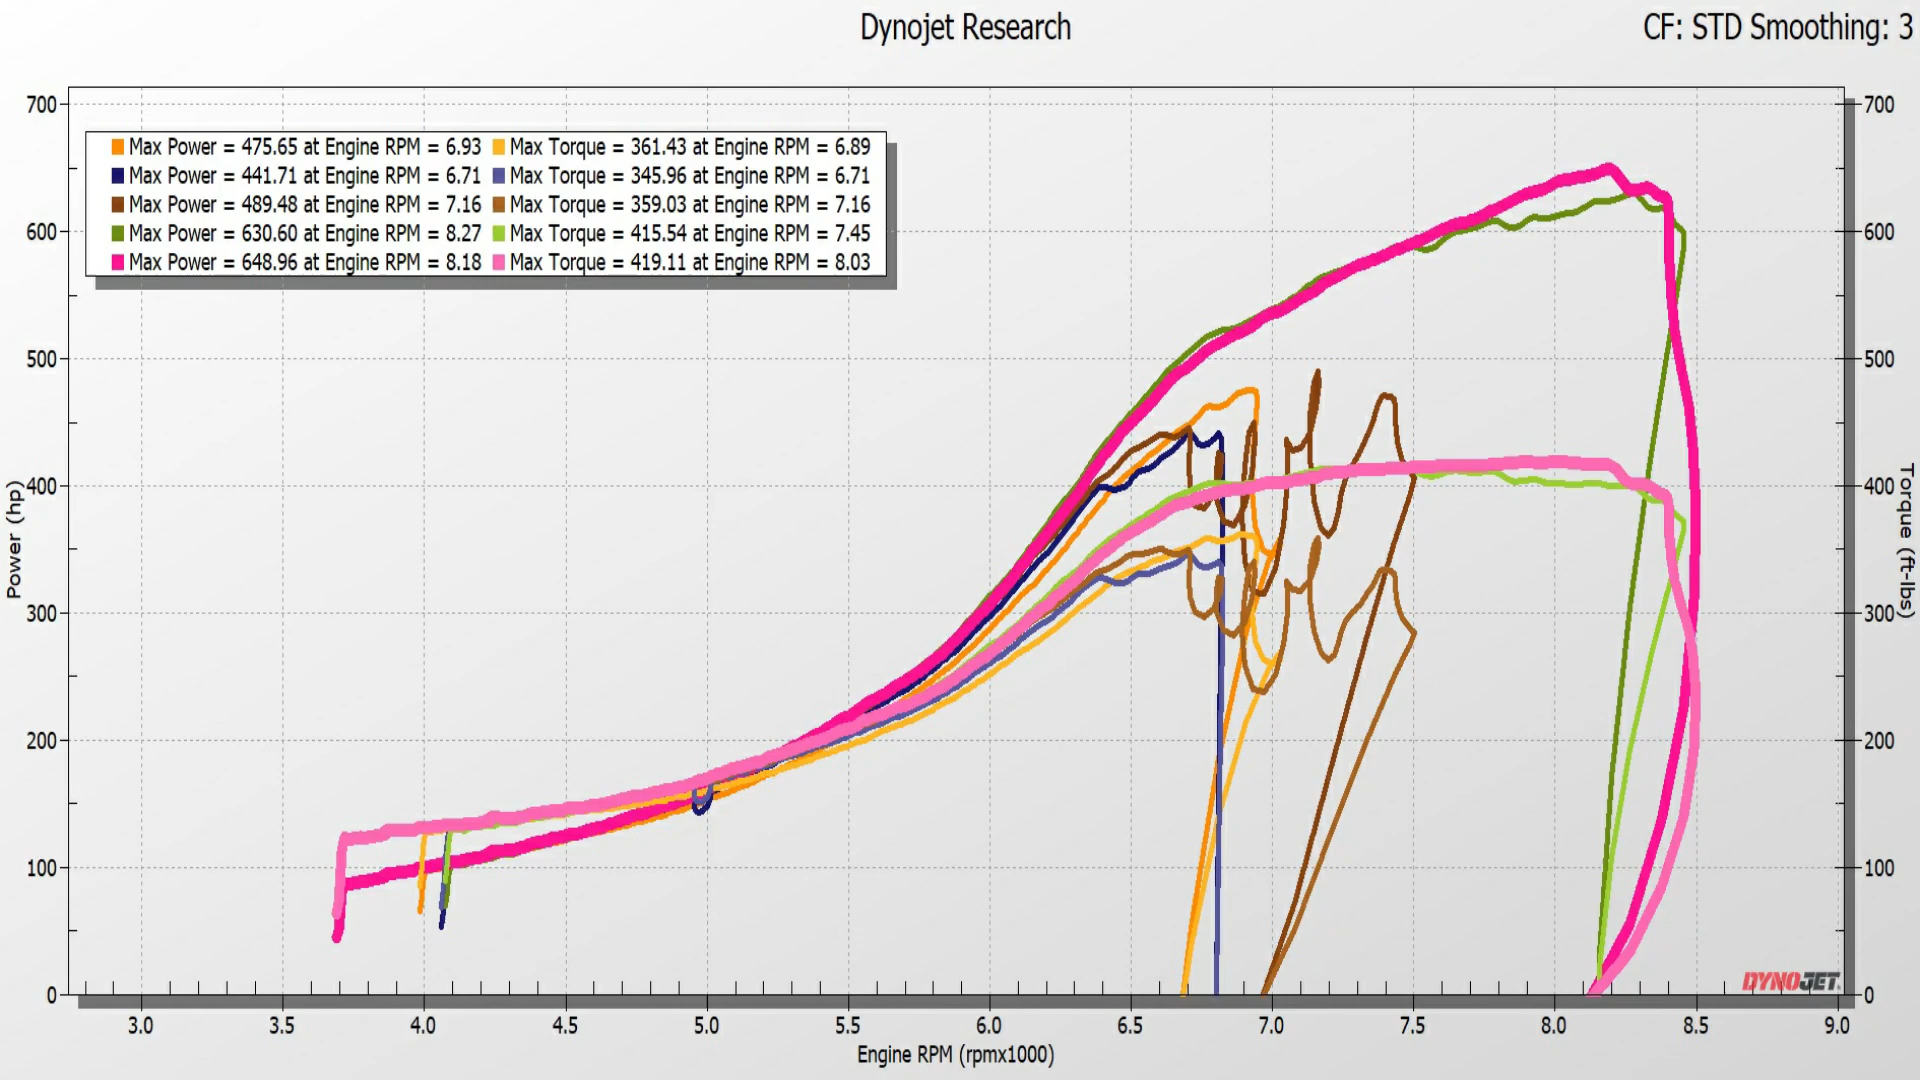 Dynojet Research
CF: STD Smoothing: 3
Max Power = 475.65 at Engine RPM = 6.93 Max Torque = 361.43 at Engine RPM = 6.89
Max Power = 441.71 at Engine RPM = 6.71 Max Torque = 345.96 at Engine RPM = 6.71
Max Power = 489.48 at Engine RPM = 7.16 Max Torque = 359.03 at Engine RPM = 7.16
Max Power = 630.60 at Engine RPM = 8.27 Max Torque = 415.54 at Engine RPM = 7.45
Max Power = 648.96 at Engine RPM = 8.18 Max Torque = 419.11 at Engine RPM = 8.03
700 700
600 600
500 500
400 400
300 300
200 200
100 100
0 0
Power (hp)
Torque (ft-lbs)
DYNOJET
3.0 3.5 4.0 4.5 5.0 5.5 6.0 6.5 7.0 7.5 8.0 8.5 9.0
Engine RPM (rpmx1000)